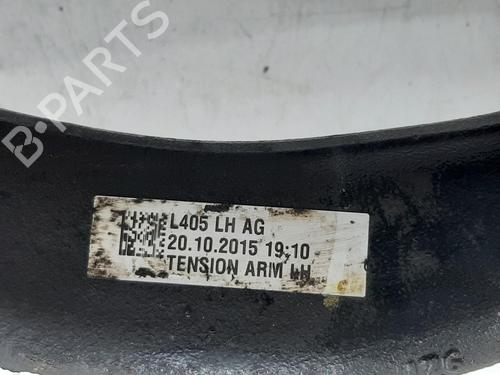 B-PARTS
L405 LH AG
20.10.2015 19:10
TENSION ARM LH